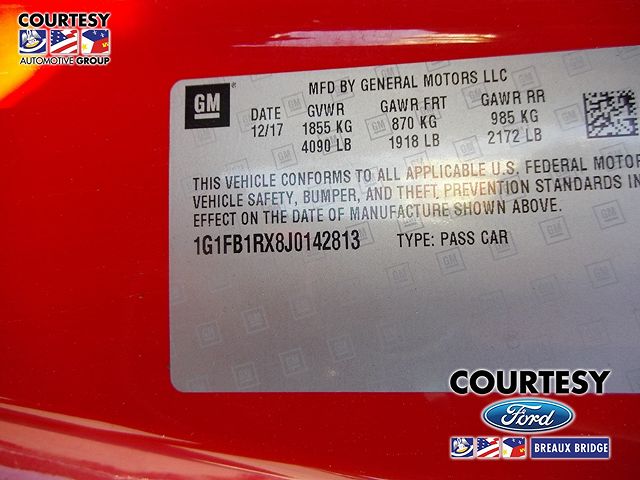 COURTESY
AUTOMOTIVE GROUP
GM
MFD BY GENERAL MOTORS LLC
DATE GVWR GAWR FRT GAWR RR
12/17 1855 KG 870 KG 985 KG
4090 LB 1918 LB 2172 LB
THIS VEHICLE CONFORMS TO ALL APPLICABLE U.S. FEDERAL MOTOR
VEHICLE SAFETY, BUMPER, AND THEFT PREVENTION STANDARDS IN
EFFECT ON THE DATE OF MANUFACTURE SHOWN ABOVE.
1G1FB1RX8J0142813 TYPE: PASS CAR
COURTESY
Ford
BREAUX BRIDGE